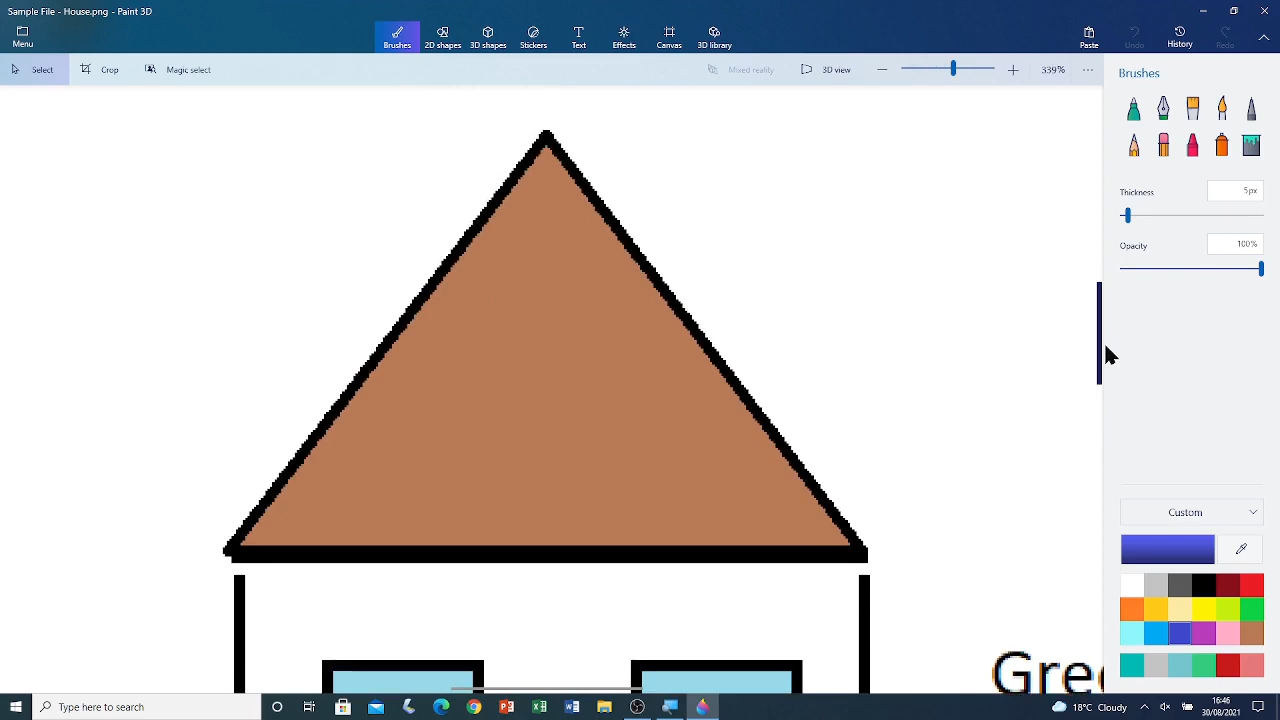 Sample File - House.png - Paint 3D
Menu
Brushes
2D shapes
3D shapes
Stickers
Text
Effects
Canvas
3D library
Paste
Undo
History
Redo
Select
Crop
Magic select
Mixed reality
3D view
339%
Brushes
Thickness
5px
Opacity
100%
Custom
Gree
Type here to search
18°C Cloudy
16:46
30/08/2021